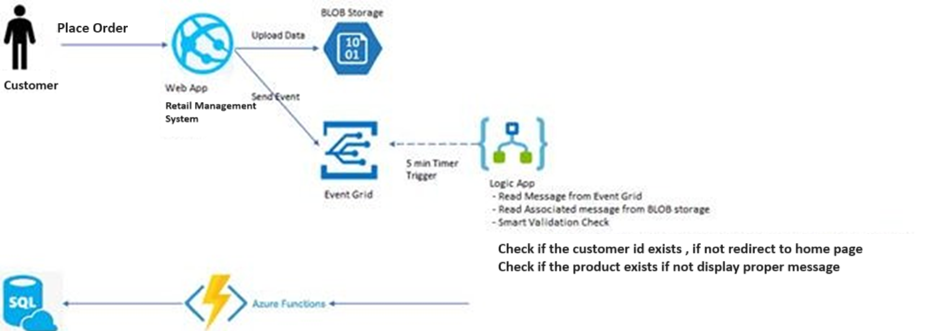 BLOB Storage
Place Order
Upload Data
10
01
Customer
Web App
Send Event
Retail Management
System
5 min Timer
Trigger
Event Grid
Logic App
- Read Message from Event Grid
- Read Associated message from BLOB storage
- Smart Validation Check
Check if the customer id exists , if not redirect to home page
Check if the product exists if not display proper message
SQL
Azure Functions